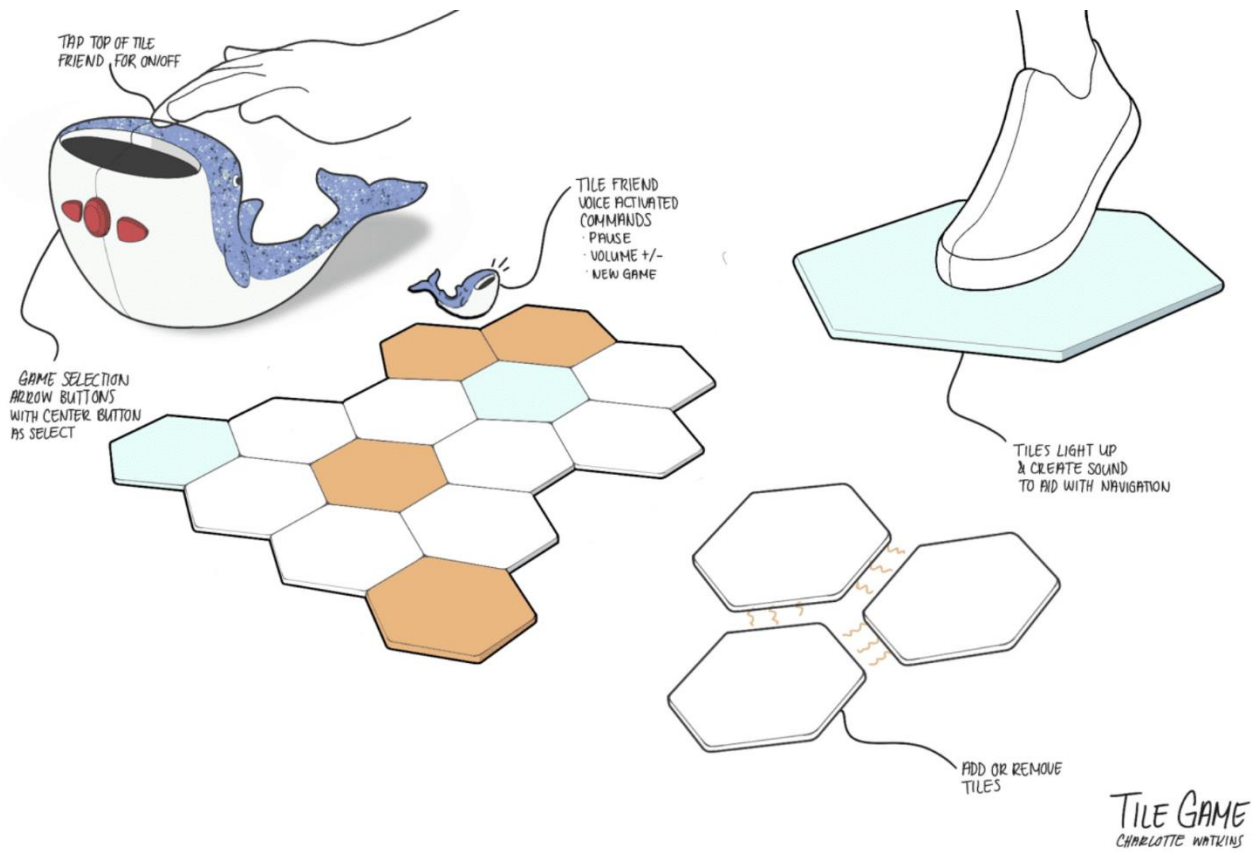 TAP TOP OF TILE
FRIEND FOR ON/OFF
TILE FRIEND
VOICE ACTIVATED
COMMANDS
· PAUSE
· VOLUME +/-
· NEW GAME
GAME SELECTION
ARROW BUTTONS
WITH CENTER BUTTON
AS SELECT
TILES LIGHT UP
& CREATE SOUND
TO AID WITH NAVIGATION
ADD OR REMOVE
TILES
TILE GAME
CHARLOTTE WATKINS